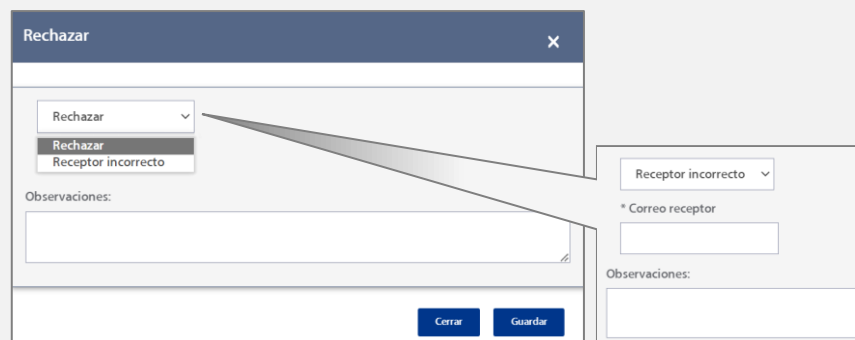 Rechazar
×
Rechazar
Rechazar
Receptor incorrecto
Observaciones:
Cerrar Guardar
Receptor incorrecto
* Correo receptor
Observaciones: